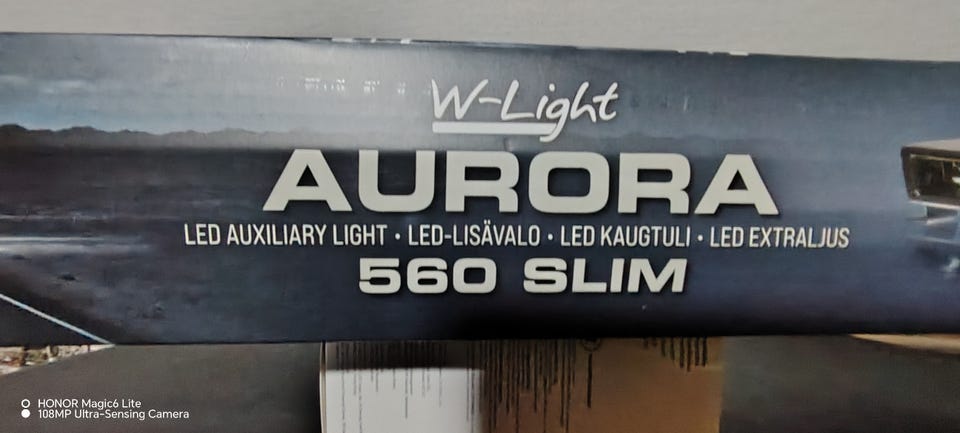 W-Light
AURORA
LED AUXILIARY LIGHT • LED-LISÄVALO • LED KAUGTULI • LED EXTRALJUS
560 SLIM
HONOR Magic6 Lite
108MP Ultra-Sensing Camera